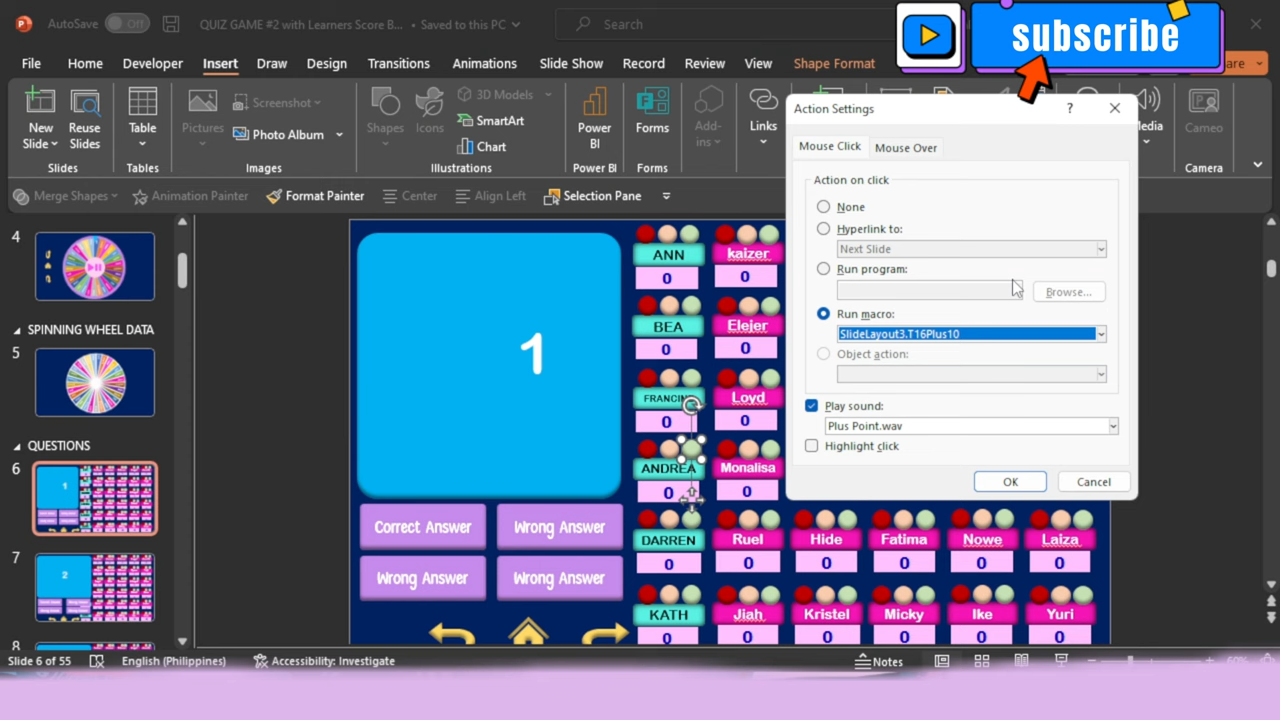 AutoSave Off
QUIZ GAME #2 with Learners Score B... - Saved to this PC
Search
subscribe
File Home Developer Insert Draw Design Transitions Animations Slide Show Record Review View Shape Format
New Slide
Reuse Slides
Slides
Table
Tables
Pictures
Screenshot
Photo Album
Images
Shapes
Icons
3D Models
SmartArt
Chart
Illustrations
Power BI
Power BI
Forms
Forms
Add-ins
Links
Media
Cameo
Camera
Merge Shapes Animation Painter Format Painter Center Align Left Selection Pane
4
SPINNING WHEEL DATA
5
QUESTIONS
6
1
7
2
8
1
Correct Answer Wrong Answer
Wrong Answer Wrong Answer
ANN kaizer
0 0
BEA Elejer
0 0
Loyd
0 0
ANDREA Monalisa
0 0
DARREN Ruel Hide Fatima Nowe Laiza
0 0 0 0 0 0
KATH Jiah Kristel Micky Ike Yuri
0 0 0 0 0 0
Action Settings ?
Mouse Click Mouse Over
Action on click
None
Hyperlink to:
Next Slide
Run program:
Browse...
Run macro:
SlideLayout3.T16Plus10
Object action:
Play sound:
Plus Point.wav
Highlight click
OK Cancel
Slide 6 of 55 English (Philippines) Accessibility: Investigate Notes 60%